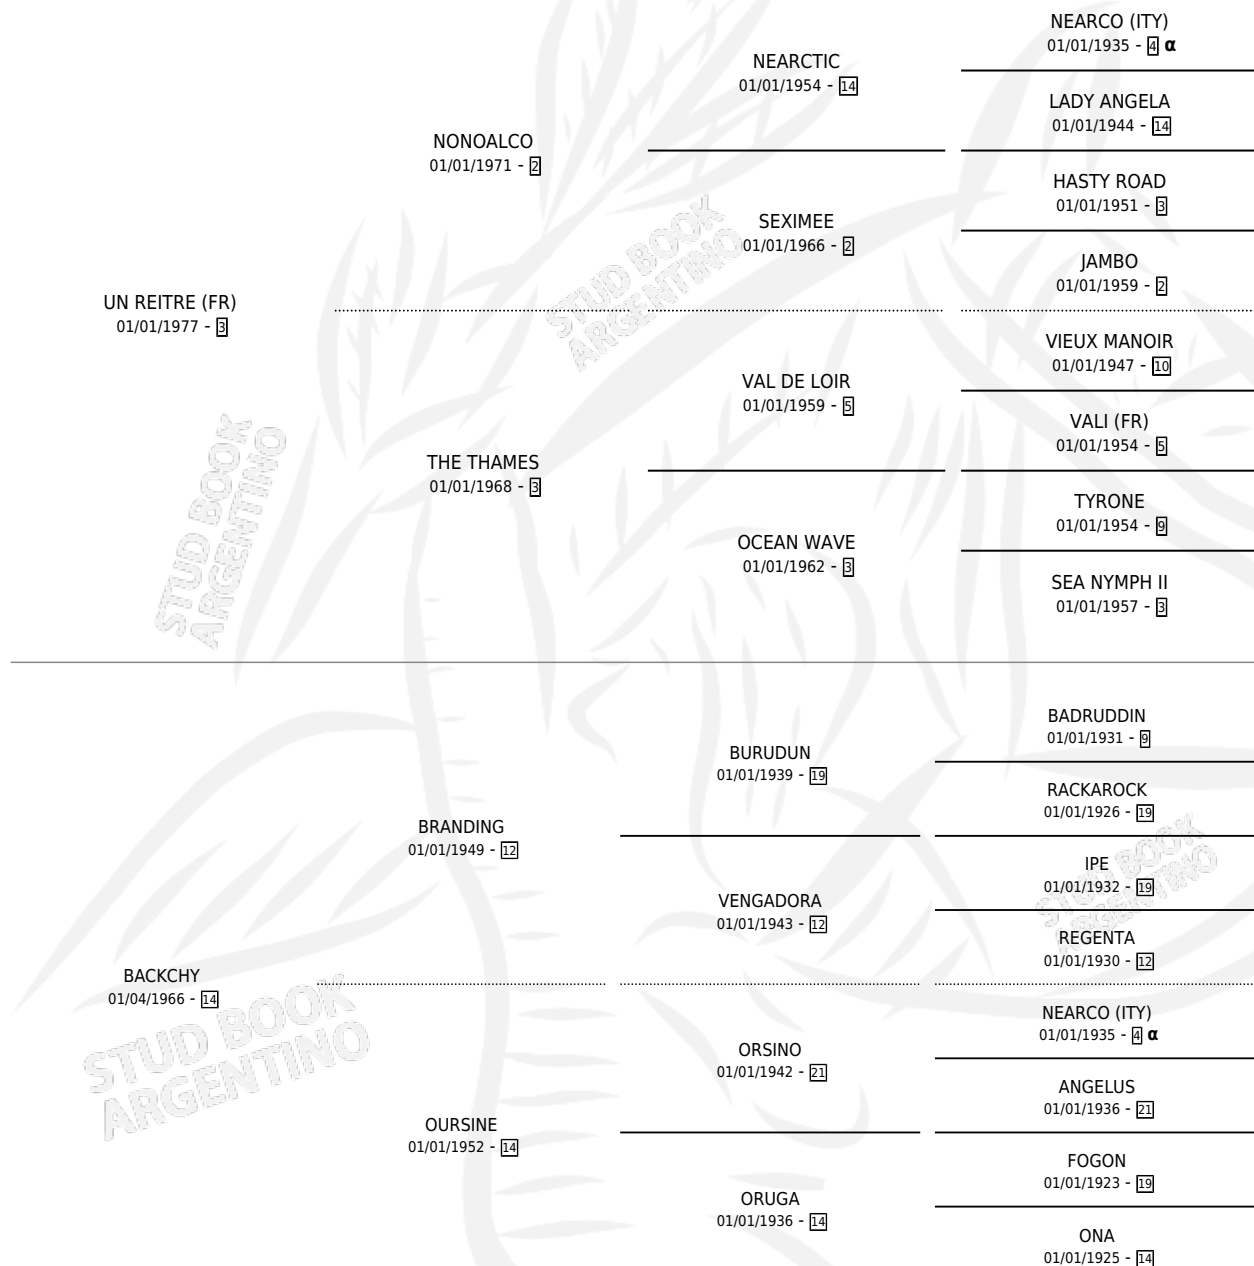 NEARCO (ITY)
01/01/1935 - 4 α
NEARCTIC
01/01/1954 - 14
LADY ANGELA
01/01/1944 - 14
NONOALCO
01/01/1971 - 2
HASTY ROAD
01/01/1951 - 3
SEXIMEE
01/01/1966 - 2
JAMBO
01/01/1959 - 2
UN REITRE (FR)
01/01/1977 - 3
VIEUX MANOIR
01/01/1947 - 10
VAL DE LOIR
01/01/1959 - 5
VALI (FR)
01/01/1954 - 5
THE THAMES
01/01/1968 - 3
TYRONE
01/01/1954 - 9
OCEAN WAVE
01/01/1962 - 3
SEA NYMPH II
01/01/1957 - 3
BADRUDDIN
01/01/1931 - 9
BURUDUN
01/01/1939 - 19
RACKAROCK
01/01/1926 - 19
BRANDING
01/01/1949 - 12
IPE
01/01/1932 - 19
VENGADORA
01/01/1943 - 12
REGENTA
01/01/1930 - 12
BACKCHY
01/04/1966 - 14
NEARCO (ITY)
01/01/1935 - 4 α
ORSINO
01/01/1942 - 21
ANGELUS
01/01/1936 - 21
OURSINE
01/01/1952 - 14
FOGON
01/01/1923 - 19
ORUGA
01/01/1936 - 14
ONA
01/01/1925 - 14
STUD BOOK
ARGENTINO
STUD BOOK
ARGENTINO
STUD BOOK
ARGENTINO
STUD BOOK
ARGENTINO